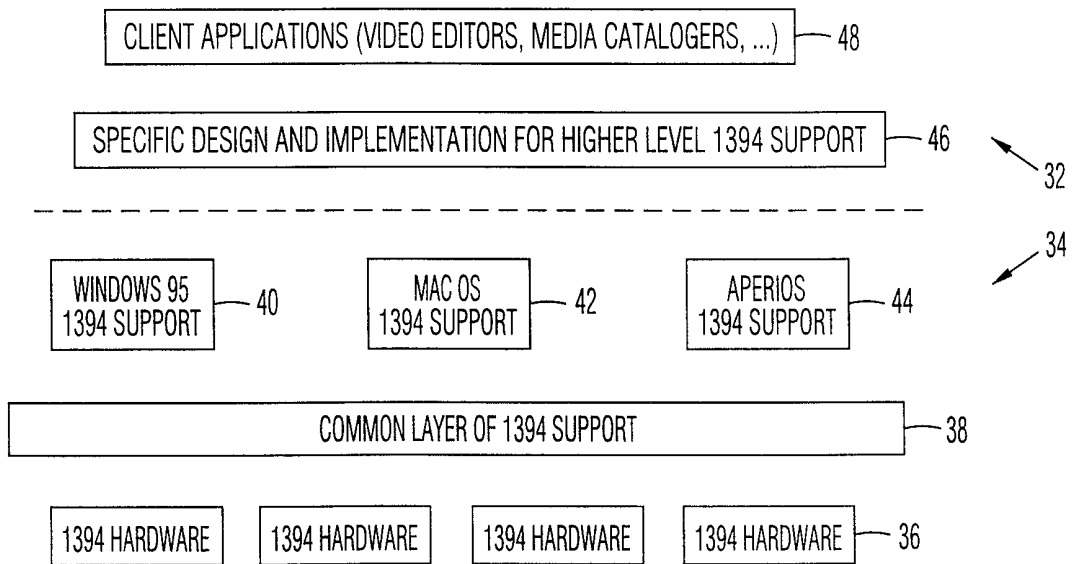 CLIENT APPLICATIONS (VIDEO EDITORS, MEDIA CATALOGERS, ...) 48
SPECIFIC DESIGN AND IMPLEMENTATION FOR HIGHER LEVEL 1394 SUPPORT 46
32
34
WINDOWS 95
1394 SUPPORT
40
MAC OS
1394 SUPPORT
42
APERIOS
1394 SUPPORT
44
COMMON LAYER OF 1394 SUPPORT 38
1394 HARDWARE 1394 HARDWARE 1394 HARDWARE 1394 HARDWARE 36